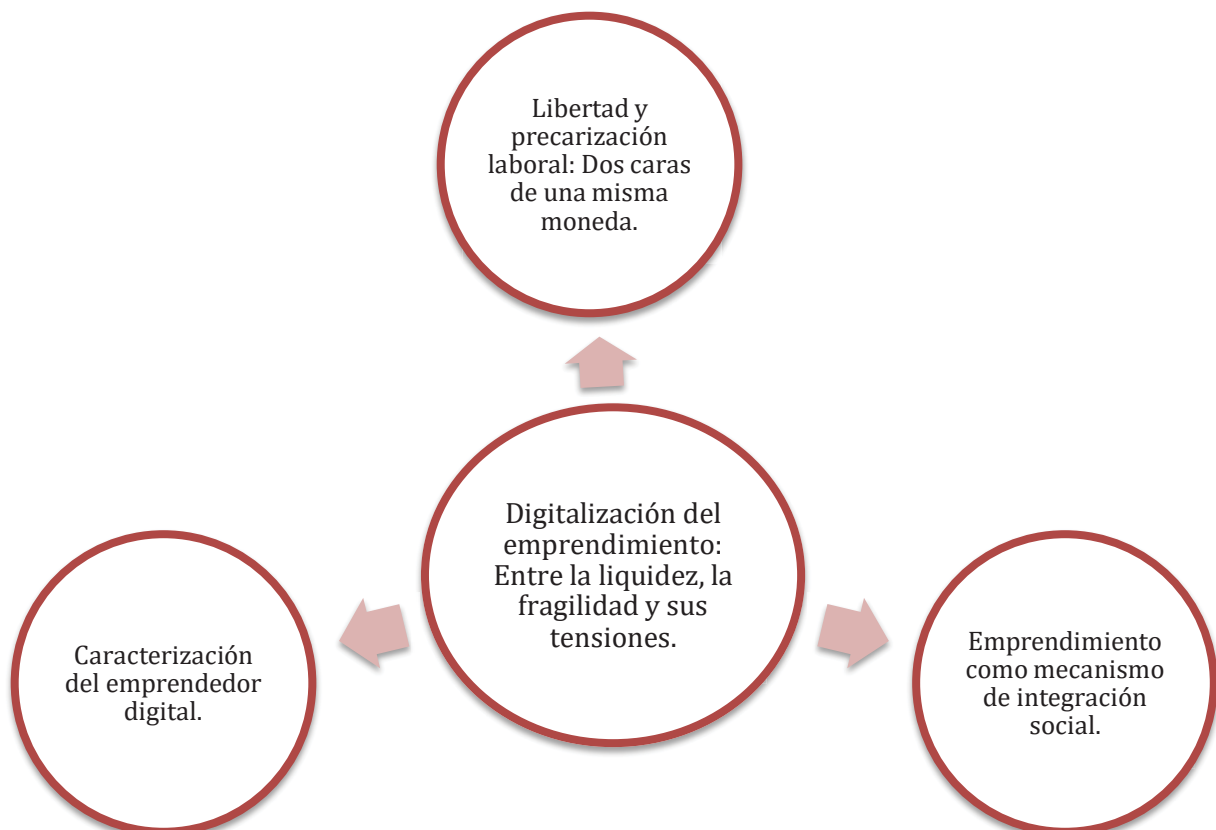 Libertad y
precarización
laboral: Dos caras
de una misma
moneda.
Digitalización del
emprendimiento:
Entre la liquidez, la
fragilidad y sus
tensiones.
Caracterización
del emprendedor
digital.
Emprendimiento
como mecanismo
de integración
social.